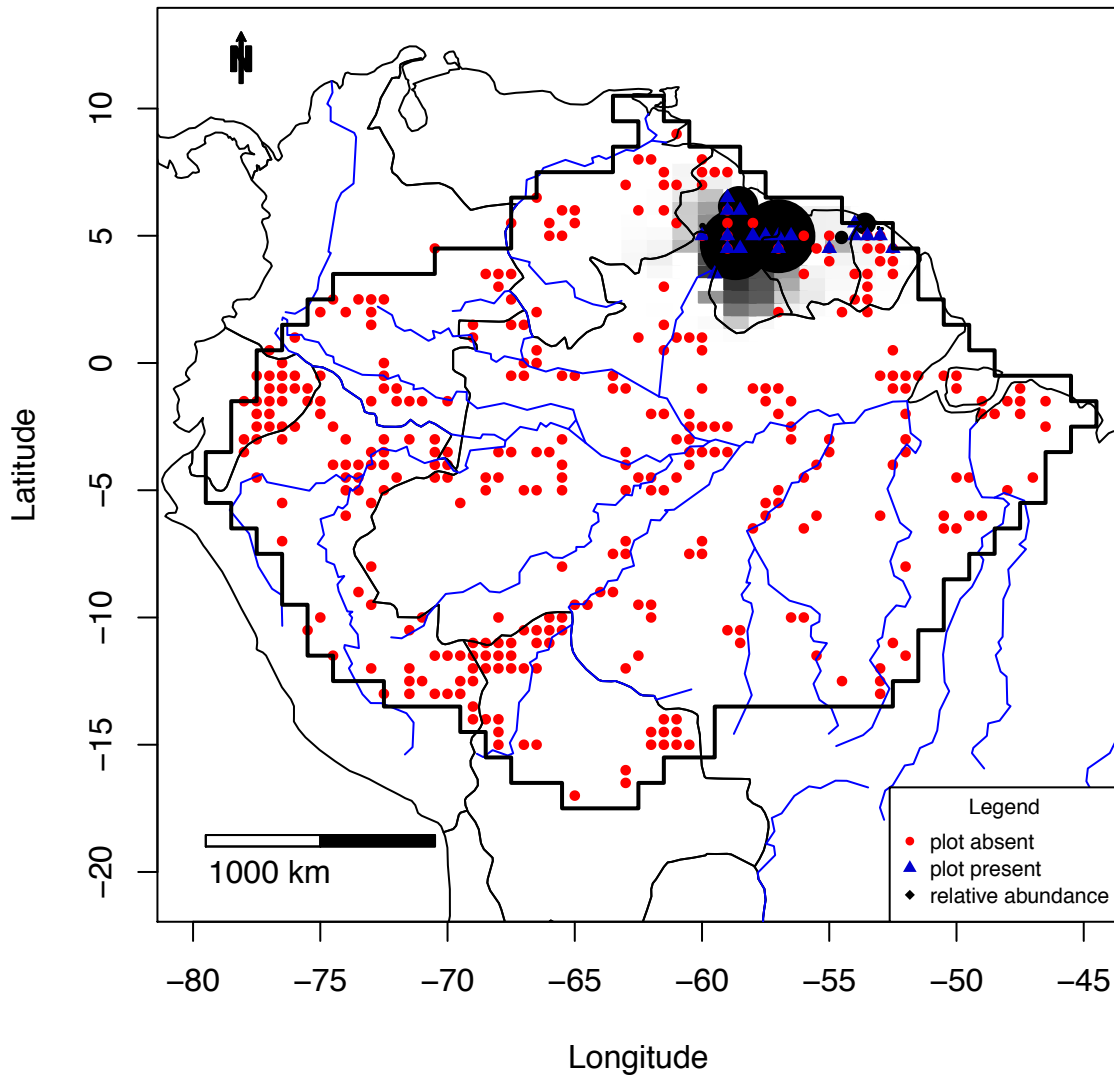 N
10
5
0
−5
−10
−15
−20
Latitude
1000 km
Legend
plot absent
plot present
relative abundance
−80
−75
−70
−65
−60
−55
−50
−45
Longitude